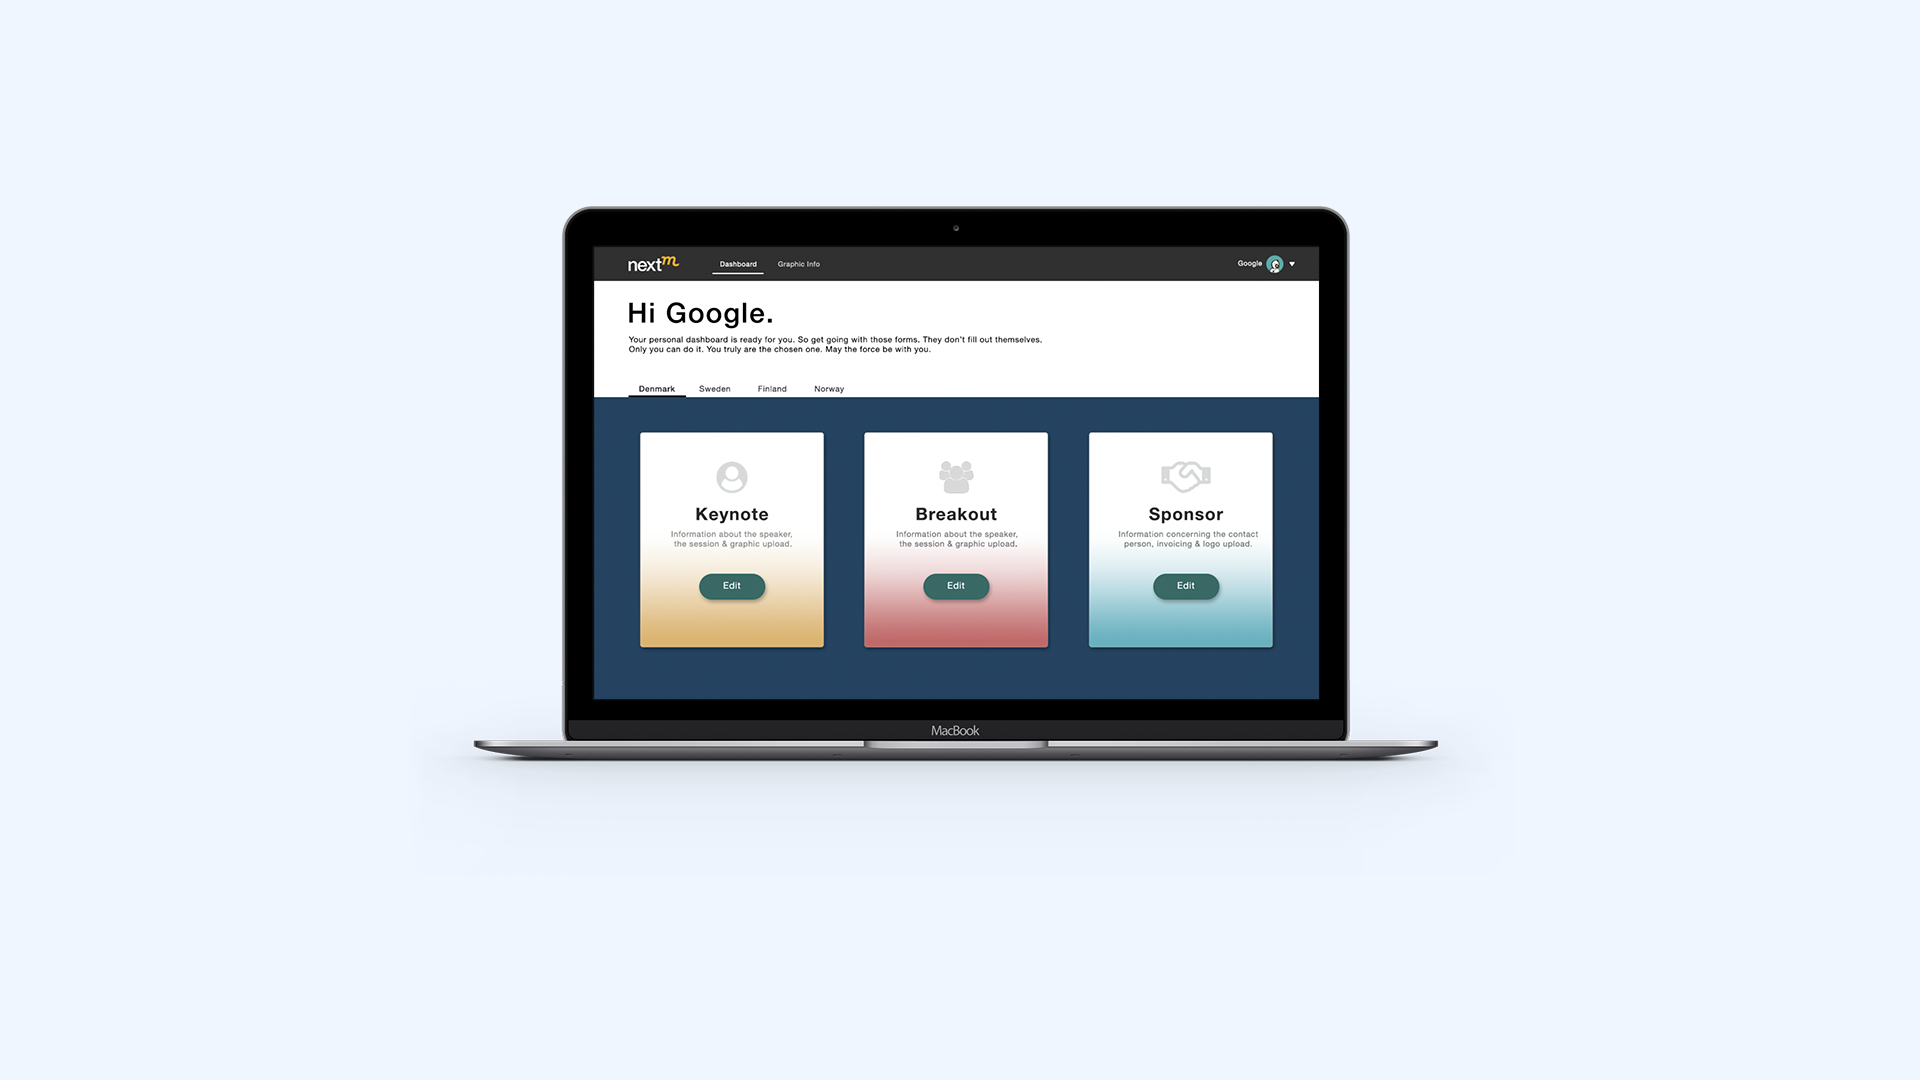 nextm
Dashboard
Graphic Info
Google
Hi Google.
Your personal dashboard is ready for you. So get going with those forms. They don't fill out themselves.
Only you can do it. You truly are the chosen one. May the force be with you.
Denmark
Sweden
Finland
Norway
Keynote
Information about the speaker,
the session & graphic upload.
Edit
Breakout
Information about the speaker,
the session & graphic upload.
Edit
Sponsor
Information concerning the contact
person, invoicing & logo upload.
Edit
MacBook